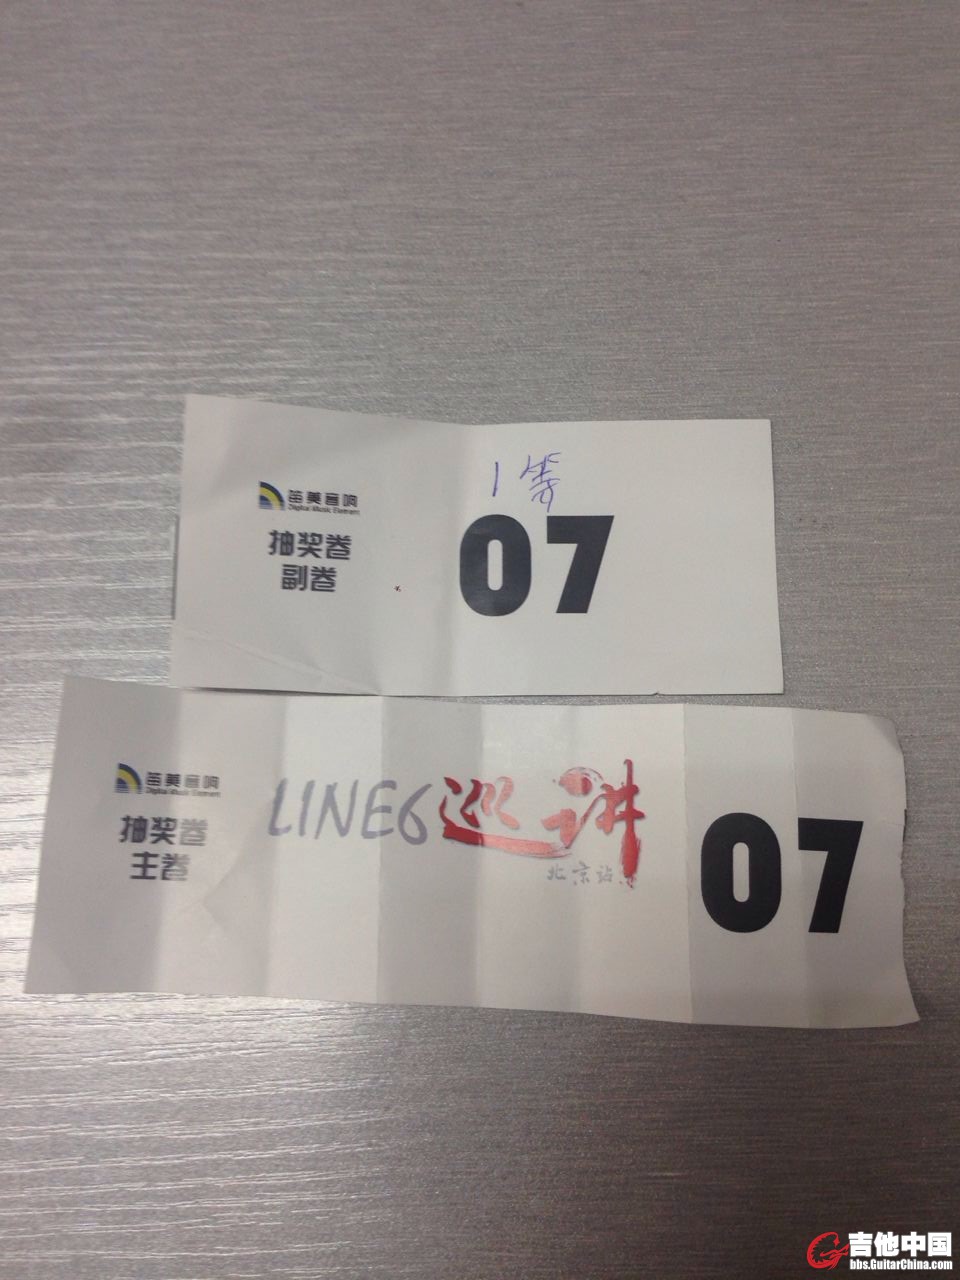 笛美音响
Digital Music Element
抽奖卷
副卷
1等
07
笛美音响
Digital Music Element
抽奖卷
主卷
LINE6巡讲
北京站
07
吉他中国
bbs.GuitarChina.com